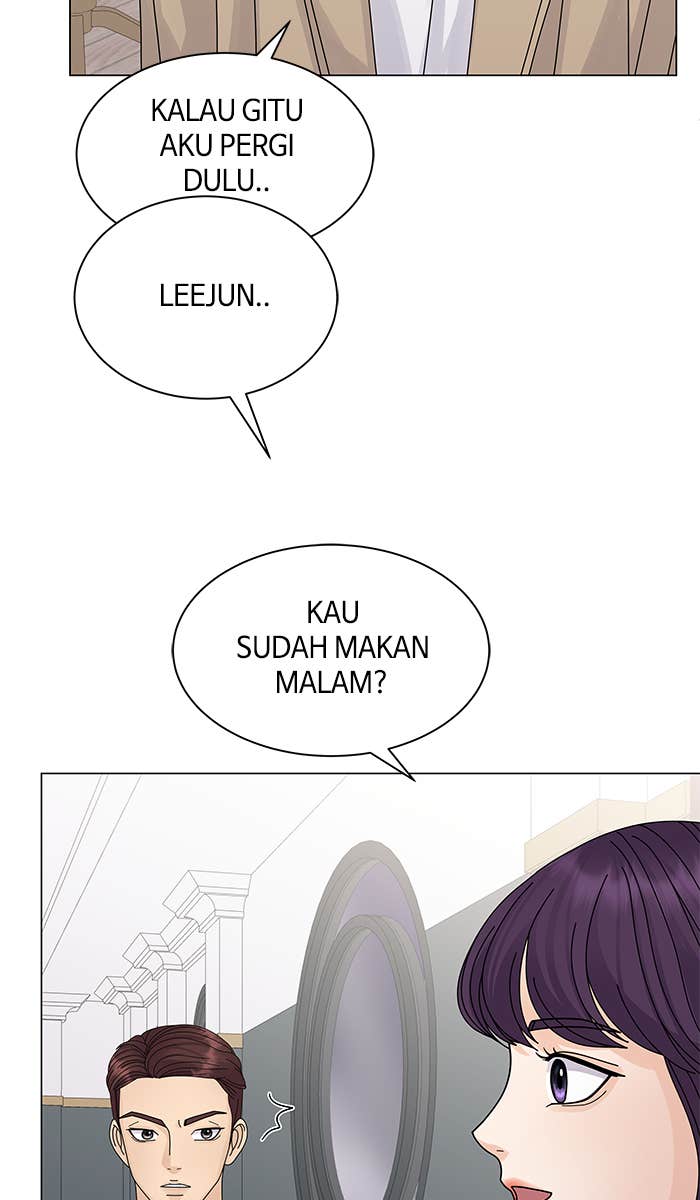 KALAU GITU
AKU PERGI
DULU..
LEEJUN..
KAU
SUDAH MAKAN
MALAM?